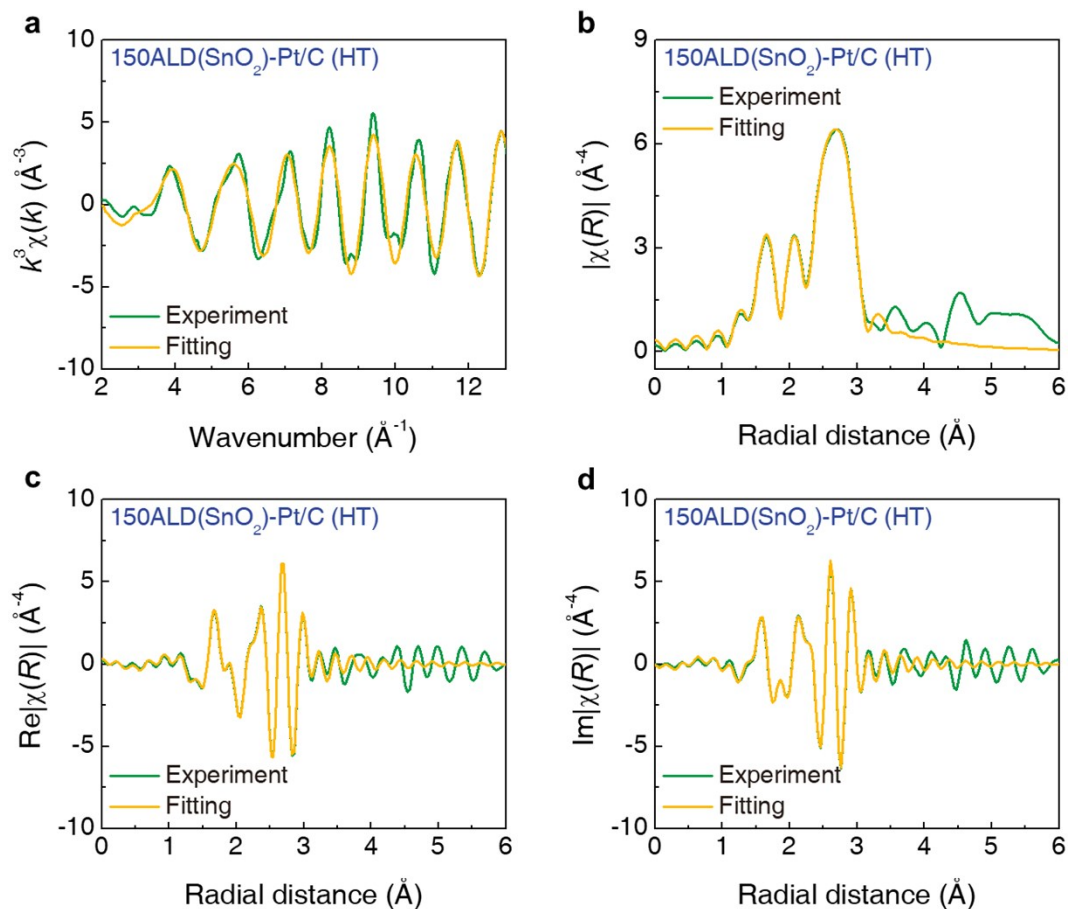 a
150ALD(SnO₂)-Pt/C (HT)
Experiment
Fitting
k³χ(k) (Å⁻³)
10
5
0
-5
-10
2 4 6 8 10 12
Wavenumber (Å⁻¹)
b
150ALD(SnO₂)-Pt/C (HT)
Experiment
Fitting
|χ(R)| (Å⁻⁴)
9
6
3
0
0 1 2 3 4 5 6
Radial distance (Å)
c
150ALD(SnO₂)-Pt/C (HT)
Experiment
Fitting
Re|χ(R)| (Å⁻⁴)
10
5
0
-5
-10
0 1 2 3 4 5 6
Radial distance (Å)
d
150ALD(SnO₂)-Pt/C (HT)
Experiment
Fitting
Im|χ(R)| (Å⁻⁴)
10
5
0
-5
-10
0 1 2 3 4 5 6
Radial distance (Å)